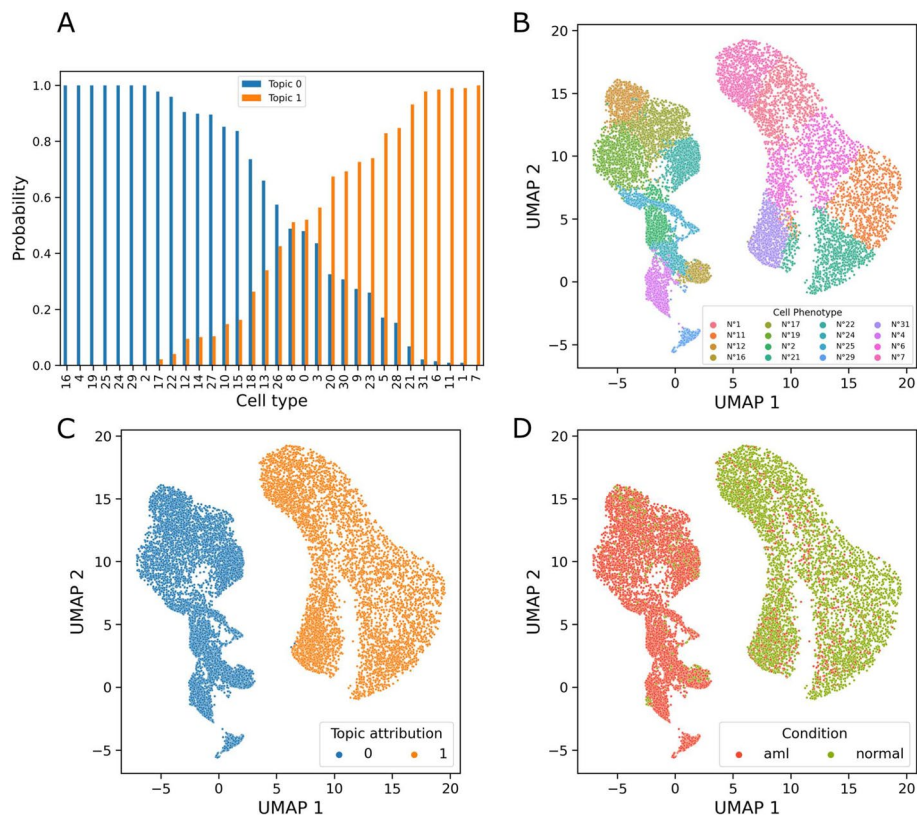 A
1.0
0.8
0.6
0.4
0.2
0.0
Probability
Topic 0
Topic 1
16 4 19 25 24 29 2 17 22 12 14 27 10 15 18 13 26 8 0 3 20 30 9 23 5 28 21 31 6 11 1 7
Cell type
B
20
15
10
5
0
−5
UMAP 2
Cell Phenotype
N°1 N°17 N°22 N°31
N°11 N°19 N°24 N°4
N°12 N°2 N°25 N°6
N°16 N°21 N°29 N°7
−5 0 5 10 15 20
UMAP 1
C
20
15
10
5
0
−5
UMAP 2
Topic attribution
0 1
−5 0 5 10 15 20
UMAP 1
D
20
15
10
5
0
−5
UMAP 2
Condition
aml normal
−5 0 5 10 15 20
UMAP 1